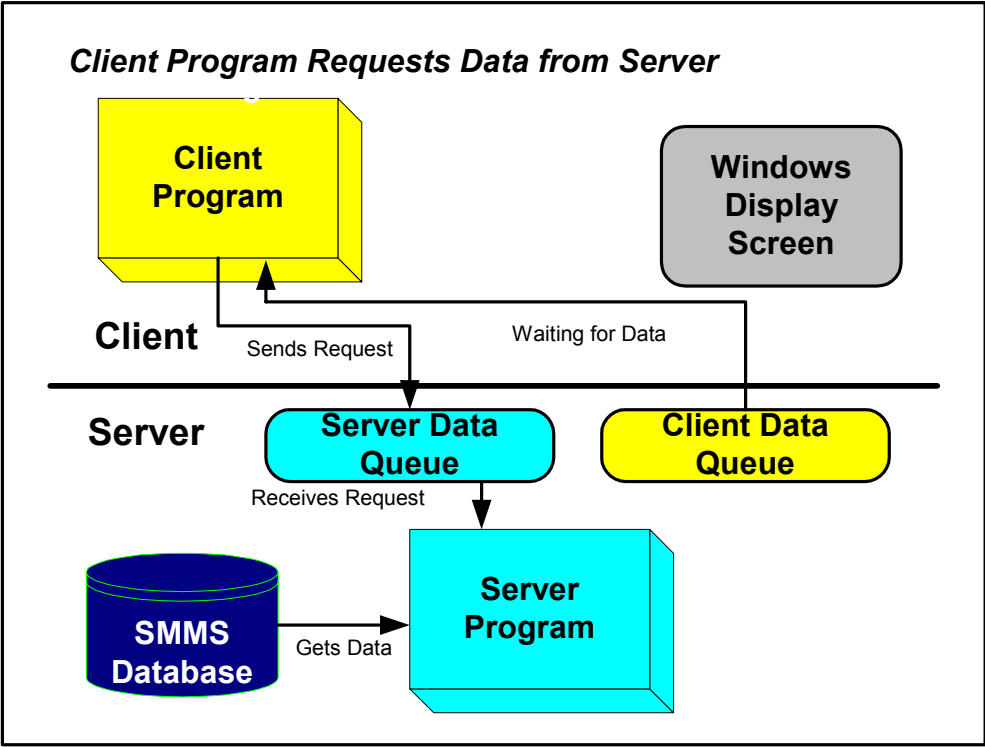 Client Program Requests Data from Server
Client
Program
Windows
Display
Screen
Client
Sends Request
Waiting for Data
Server
Server Data
Queue
Client Data
Queue
Receives Request
Server
Program
SMMS
Database
Gets Data